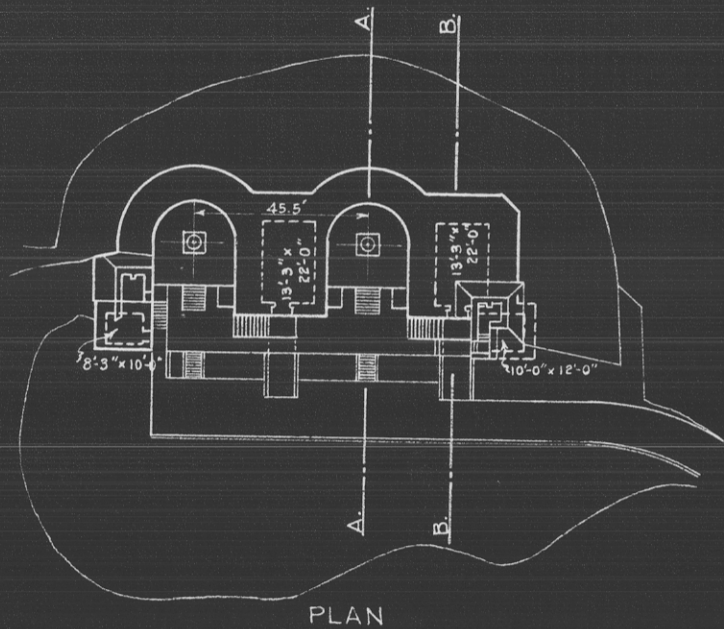 A.
B.
45.5'
13'-3" x
22'-0"
13'-3" x
22'-0"
8'-3" x 10'-0"
10'-0" x 12'-0"
A.
B.
PLAN